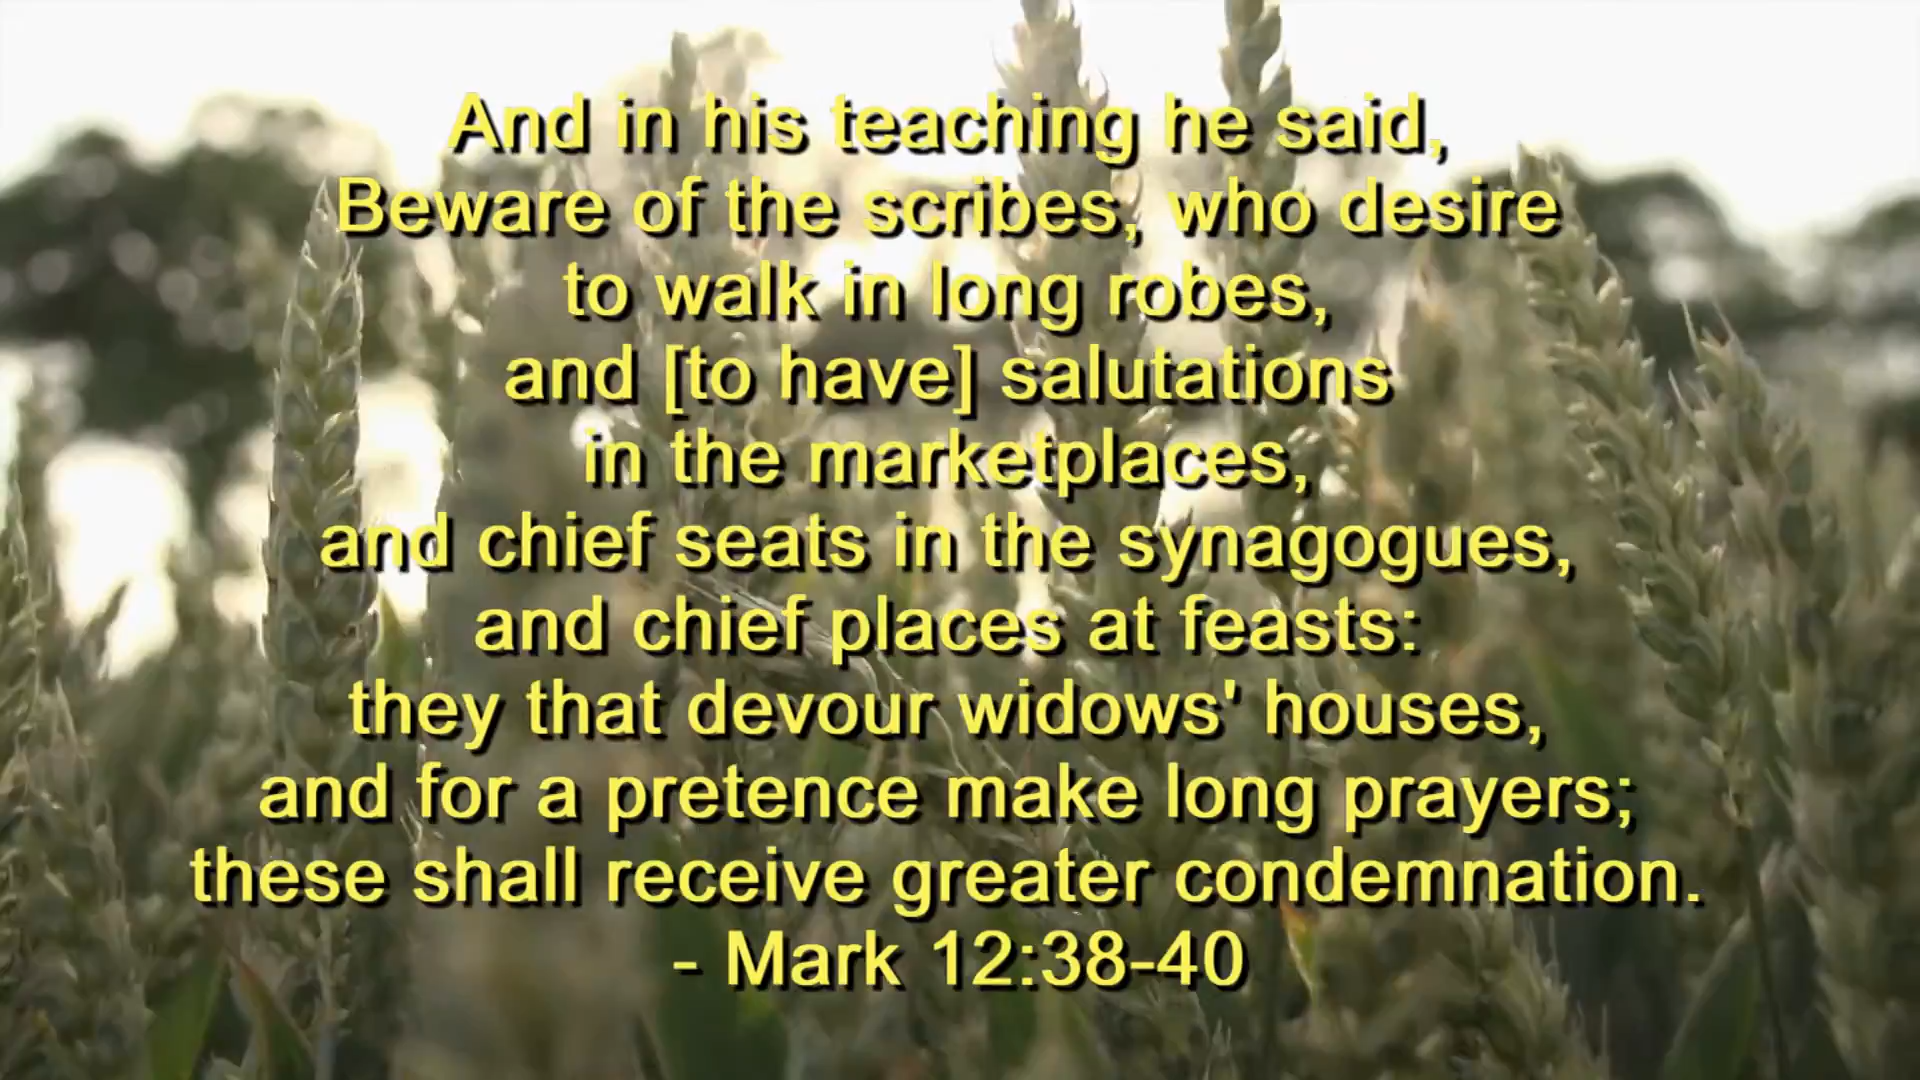 And in his teaching he said,
Beware of the scribes, who desire
to walk in long robes,
and [to have] salutations
in the marketplaces,
and chief seats in the synagogues,
and chief places at feasts:
they that devour widows' houses,
and for a pretence make long prayers;
these shall receive greater condemnation.
- Mark 12:38-40